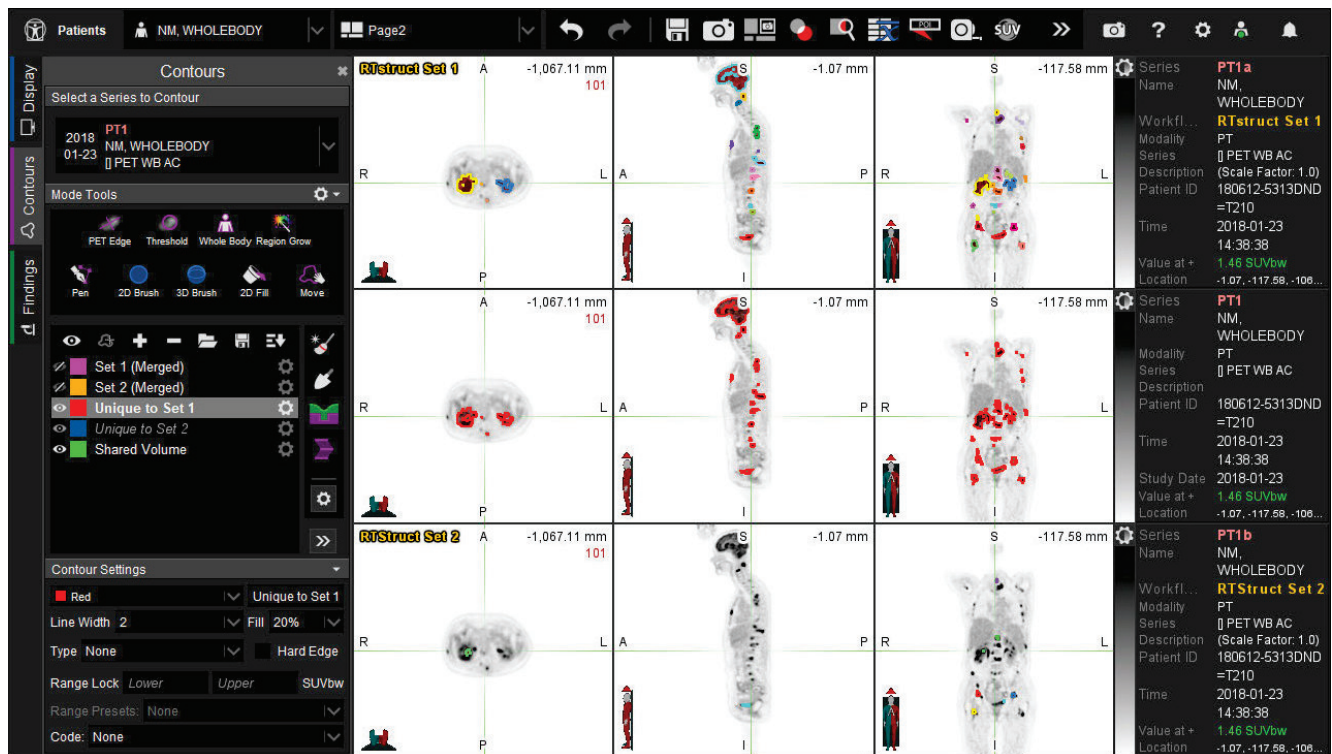 Patients
NM, WHOLEBODY
Page2
POI
SUV
?
Display
Contours
Findings
Contours
Select a Series to Contour
2018
01-23
PT1
NM, WHOLEBODY
[] PET WB AC
Mode Tools
PET Edge Threshold Whole Body Region Grow
Pen 2D Brush 3D Brush 2D Fill Move
Set 1 (Merged)
Set 2 (Merged)
Unique to Set 1
Unique to Set 2
Shared Volume
Contour Settings
Red Unique to Set 1
Line Width 2 Fill 20%
Type None Hard Edge
Range Lock Lower Upper SUVbw
Range Presets: None
Code: None
RTstruct Set 1 A -1,067.11 mm
101
R L
P
S -1.07 mm
A P
I
S -117.58 mm
R L
I
A -1,067.11 mm
101
R L
P
S -1.07 mm
A P
I
S -117.58 mm
R L
I
RTStruct Set 2 A -1,067.11 mm
101
R L
P
S -1.07 mm
A P
I
S -117.58 mm
R L
I
Series PT1a
Name NM,
WHOLEBODY
Workfl... RTstruct Set 1
Modality PT
Series [] PET WB AC
Description (Scale Factor: 1.0)
Patient ID 180612-5313DND
=T210
Time 2018-01-23
14:38:38
Value at + 1.46 SUVbw
Location -1.07, -117.58, -106...
Series PT1
Name NM,
WHOLEBODY
Modality PT
Series [] PET WB AC
Description
Patient ID 180612-5313DND
=T210
Time 2018-01-23
14:38:38
Study Date 2018-01-23
Value at + 1.46 SUVbw
Location -1.07, -117.58, -106...
Series PT1b
Name NM,
WHOLEBODY
Workfl... RTStruct Set 2
Modality PT
Series [] PET WB AC
Description (Scale Factor: 1.0)
Patient ID 180612-5313DND
=T210
Time 2018-01-23
14:38:38
Value at + 1.46 SUVbw
Location -1.07, -117.58, -106...